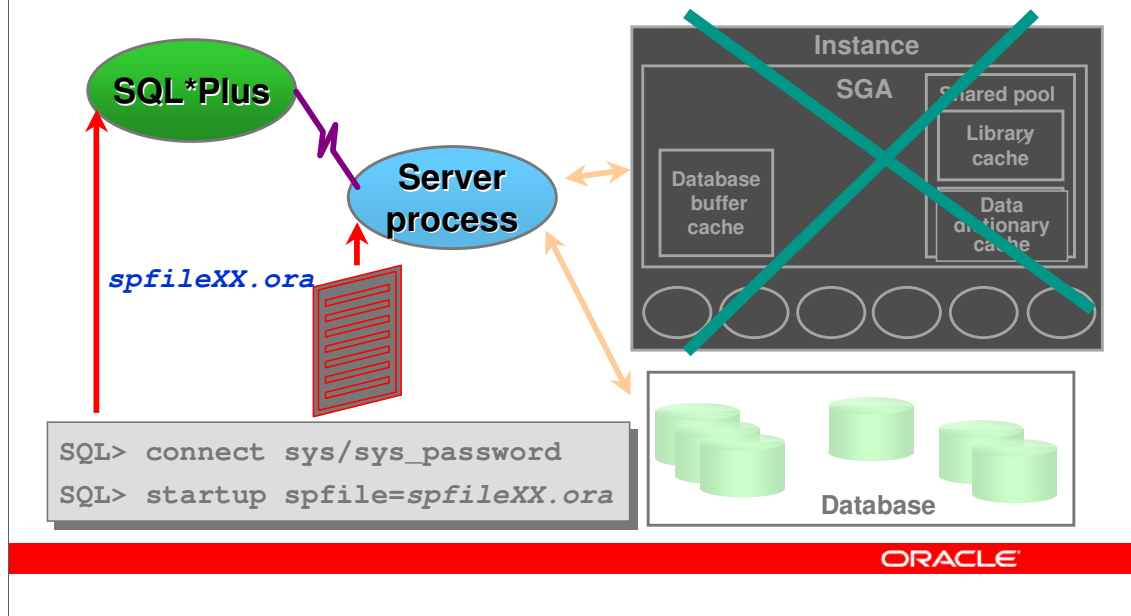 SQL*Plus
Server
process
spfileXX.ora
Instance
SGA
Shared pool
Library
cache
Database
buffer
cache
Data
dictionary
cache
SQL> connect sys/sys_password
SQL> startup spfile=spfileXX.ora
Database
ORACLE